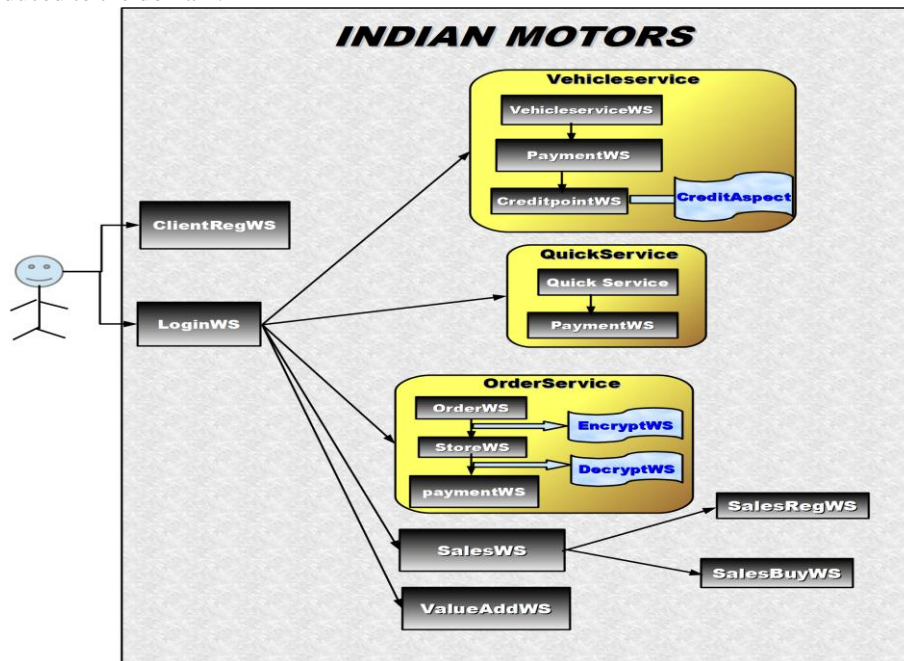 INDIAN MOTORS
Vehicleservice
VehicleserviceWS
PaymentWS
CreditpointWS
CreditAspect
ClientRegWS
LoginWS
QuickService
Quick Service
PaymentWS
OrderService
OrderWS
EncryptWS
StoreWS
DecryptWS
paymentWS
SalesWS
SalesRegWS
SalesBuyWS
ValueAddWS